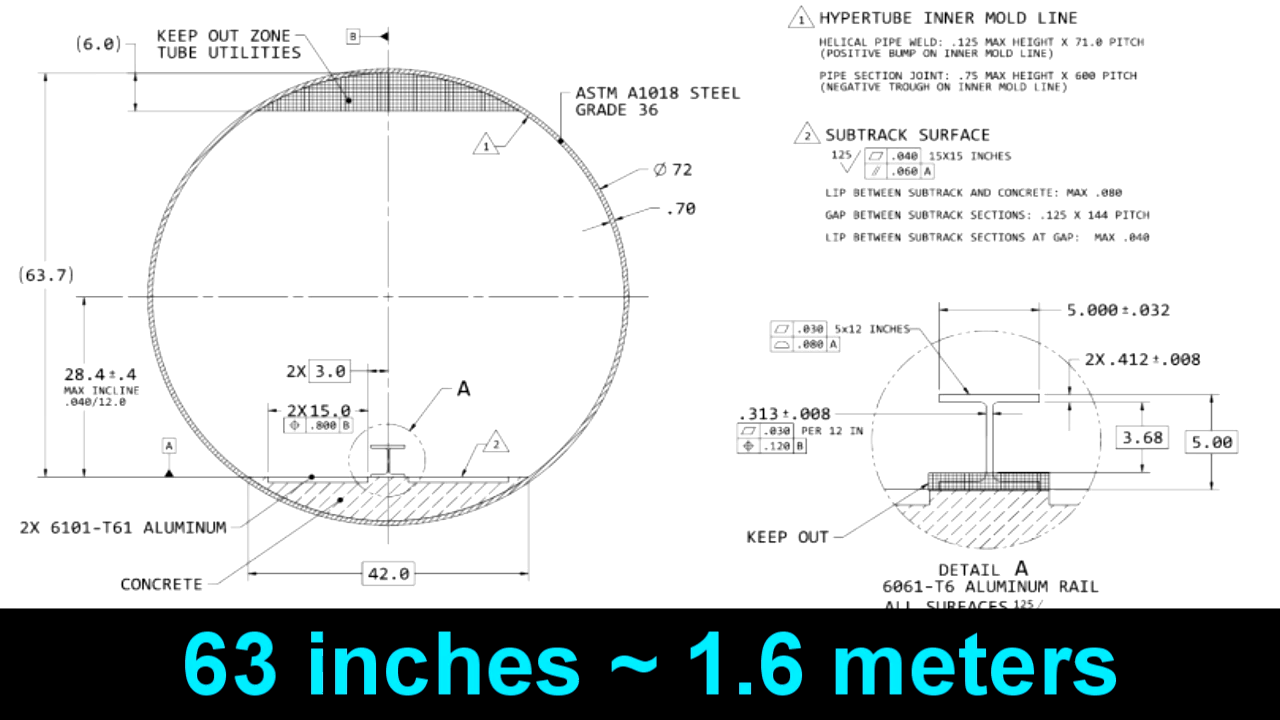 (6.0)
KEEP OUT ZONE
TUBE UTILITIES
B
ASTM A1018 STEEL
GRADE 36
1
Ø 72
.70
(63.7)
28.4±.4
MAX INCLINE
.040/12.0
2X 3.0
A
2X15.0
⌖ .800 B
2
A
2X 6101-T61 ALUMINUM
CONCRETE
42.0
1 HYPERTUBE INNER MOLD LINE
HELICAL PIPE WELD: .125 MAX HEIGHT X 71.0 PITCH
(POSITIVE BUMP ON INNER MOLD LINE)
PIPE SECTION JOINT: .75 MAX HEIGHT X 600 PITCH
(NEGATIVE TROUGH ON INNER MOLD LINE)
2 SUBTRACK SURFACE
125 ⏥ .040 15X15 INCHES
⫽ .060 A
LIP BETWEEN SUBTRACK AND CONCRETE: MAX .080
GAP BETWEEN SUBTRACK SECTIONS: .125 X 144 PITCH
LIP BETWEEN SUBTRACK SECTIONS AT GAP: MAX .040
5.000±.032
⏥ .030 5x12 INCHES
⌓ .080 A
2X.412±.008
.313±.008
⏥ .030 PER 12 IN
⌖ .120 B
3.68
5.00
KEEP OUT
DETAIL A
6061-T6 ALUMINUM RAIL
ALL SURFACES 125/
63 inches ~ 1.6 meters